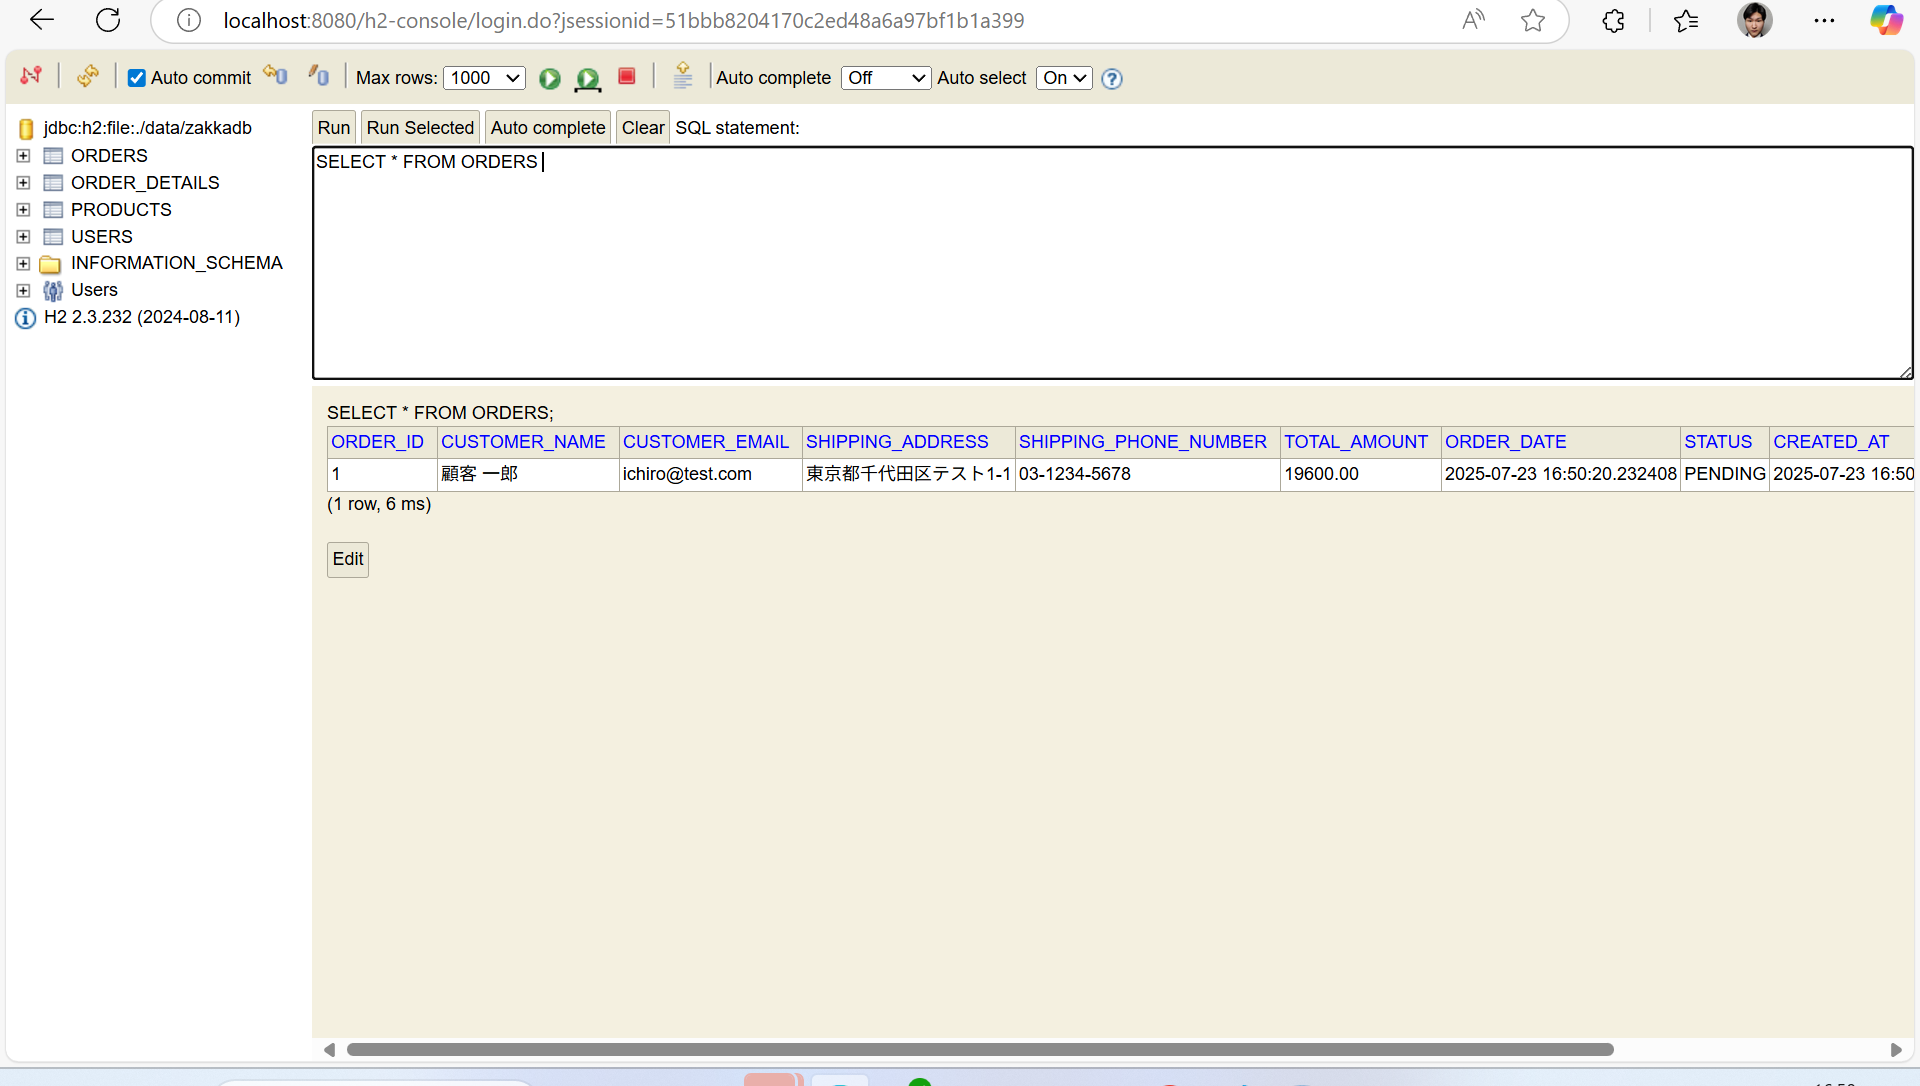 localhost:8080/h2-console/login.do?jsessionid=51bbb8204170c2ed48a6a97bf1b1a399
Auto commit Max rows: 1000 Auto complete Off Auto select On
jdbc:h2:file:./data/zakkadb
ORDERS
ORDER_DETAILS
PRODUCTS
USERS
INFORMATION_SCHEMA
Users
H2 2.3.232 (2024-08-11)
Run Run Selected Auto complete Clear SQL statement:
SELECT * FROM ORDERS
SELECT * FROM ORDERS;
ORDER_ID CUSTOMER_NAME CUSTOMER_EMAIL SHIPPING_ADDRESS SHIPPING_PHONE_NUMBER TOTAL_AMOUNT ORDER_DATE STATUS CREATED_AT
1 顧客 一郎 ichiro@test.com 東京都千代田区テスト1-1 03-1234-5678 19600.00 2025-07-23 16:50:20.232408 PENDING 2025-07-23 16:50
(1 row, 6 ms)
Edit